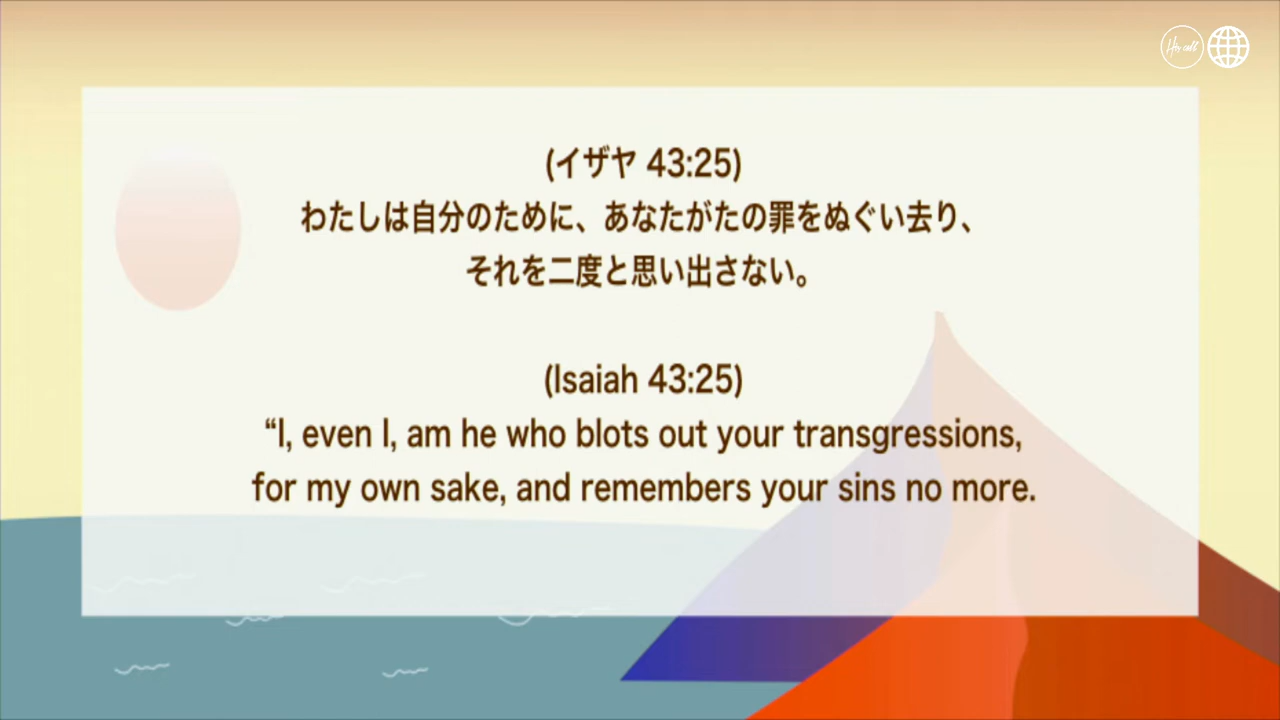 His call
(イザヤ 43:25)
わたしは自分のために、あなたがたの罪をぬぐい去り、
それを二度と思い出さない。
(Isaiah 43:25)
“I, even I, am he who blots out your transgressions,
for my own sake, and remembers your sins no more.